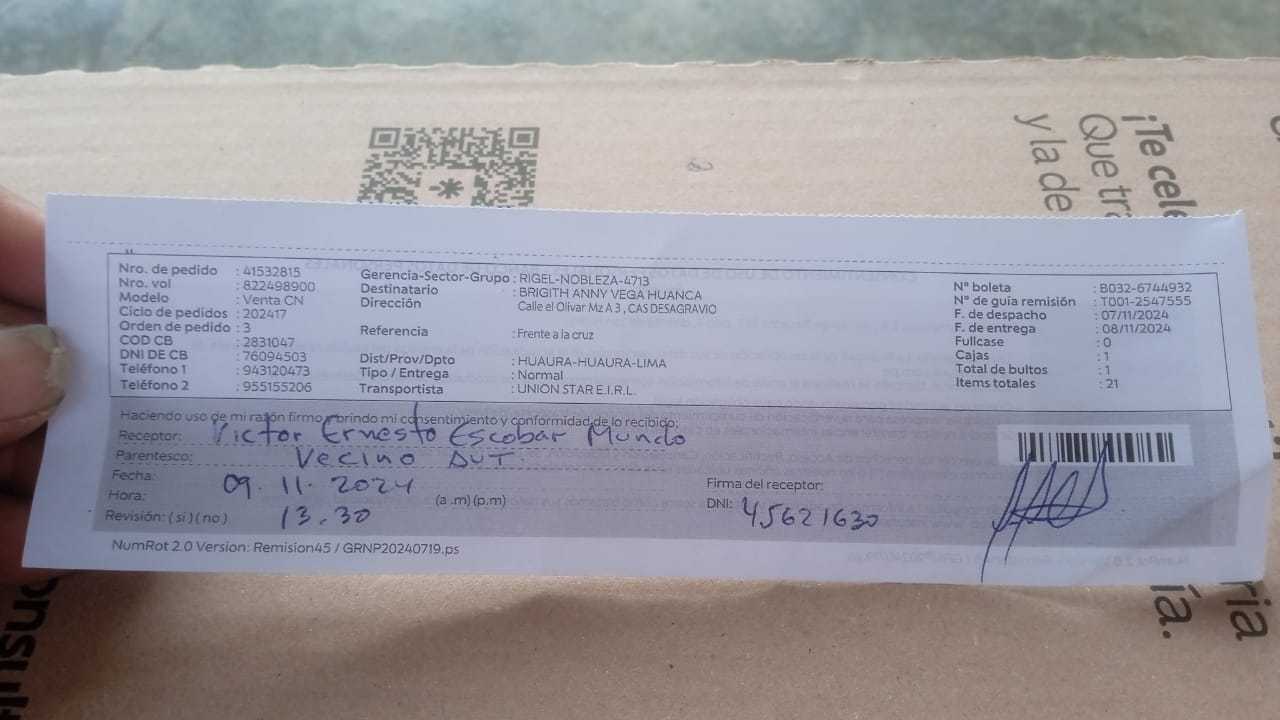 ¡Te cele
Que tra
y la de
Nro. de pedido : 41532815
Nro. vol : 822498900
Modelo : Venta CN
Ciclo de pedidos : 202417
Orden de pedido : 3
COD CB : 2831047
DNI DE CB : 76094503
Teléfono 1 : 943120473
Teléfono 2 : 955155206
Gerencia-Sector-Grupo : RIGEL-NOBLEZA-4713
Destinatario : BRIGITH ANNY VEGA HUANCA
Dirección Calle el Olivar Mz A 3 , CAS DESAGRAVIO
Referencia : Frente a la cruz
Dist/Prov/Dpto : HUAURA-HUAURA-LIMA
Tipo / Entrega : Normal
Transportista : UNION STAR E.I.R.L.
N° boleta : B032-6744932
N° de guía remisión : T001-2547555
F. de despacho : 07/11/2024
F. de entrega : 08/11/2024
Fullcase : 0
Cajas : 1
Total de bultos : 1
Items totales : 21
Haciendo uso de mi razón firmo brindo mi consentimiento y conformidad de lo recibido;
Receptor: Victor Ernesto Escobar Mundo
Parentesco: Vecino AUT.
Fecha: 09.11.2024
Hora: 13.30 (a .m) (p.m)
Revisión: ( si ) ( no )
Firma del receptor:
DNI: 45621630
NumRot 2.0 Version: Remision45 / GRNP20240719.ps
ria
ía.